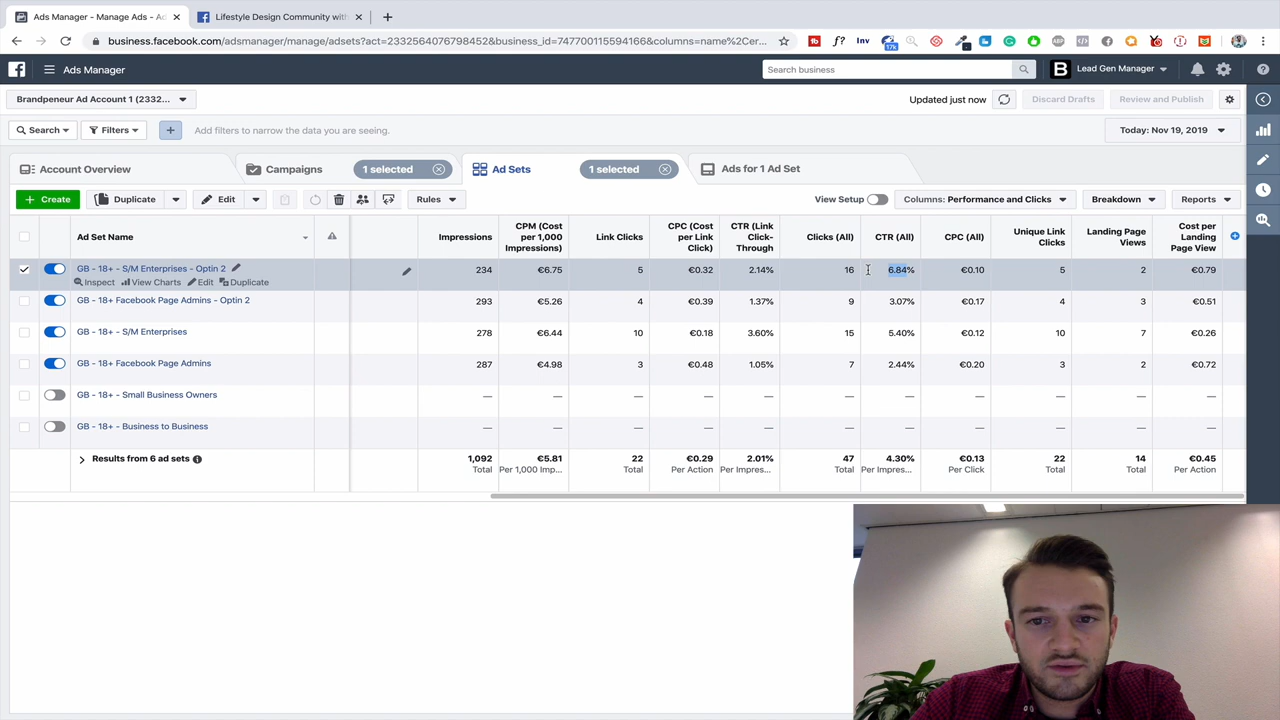 Ads Manager - Manage Ads - Ad
Lifestyle Design Community with
business.facebook.com/adsmanager/manage/adsets?act=2332564076798452&business_id=747700115594166&columns=name%2Cer...
Inv
17k
Ads Manager
Search business
B
Lead Gen Manager
Brandpeneur Ad Account 1 (2332...
Updated just now
Discard Drafts
Review and Publish
Search
Filters
Add filters to narrow the data you are seeing.
Today: Nov 19, 2019
Account Overview
Campaigns
1 selected
Ad Sets
1 selected
Ads for 1 Ad Set
+ Create
Duplicate
Edit
Rules
View Setup
Columns: Performance and Clicks
Breakdown
Reports
Ad Set Name
Impressions
CPM (Cost per 1,000 Impressions)
Link Clicks
CPC (Cost per Link Click)
CTR (Link Click-Through
Clicks (All)
CTR (All)
CPC (All)
Unique Link Clicks
Landing Page Views
Cost per Landing Page View
GB - 18+ - S/M Enterprises - Optin 2
234 €6.75 5 €0.32 2.14% 16 6.84% €0.10 5 2 €0.79
Inspect View Charts Edit Duplicate
GB - 18+ Facebook Page Admins - Optin 2
293 €5.26 4 €0.39 1.37% 9 3.07% €0.17 4 3 €0.51
GB - 18+ - S/M Enterprises
278 €6.44 10 €0.18 3.60% 15 5.40% €0.12 10 7 €0.26
GB - 18+ Facebook Page Admins
287 €4.98 3 €0.48 1.05% 7 2.44% €0.20 3 2 €0.72
GB - 18+ - Small Business Owners
— — — — — — — — — — —
GB - 18+ - Business to Business
— — — — — — — — — — —
Results from 6 ad sets
1,092 €5.81 22 €0.29 2.01% 47 4.30% €0.13 22 14 €0.45
Total Per 1,000 Imp... Total Per Action Per Impres... Total Per Impres... Per Click Total Total Per Action